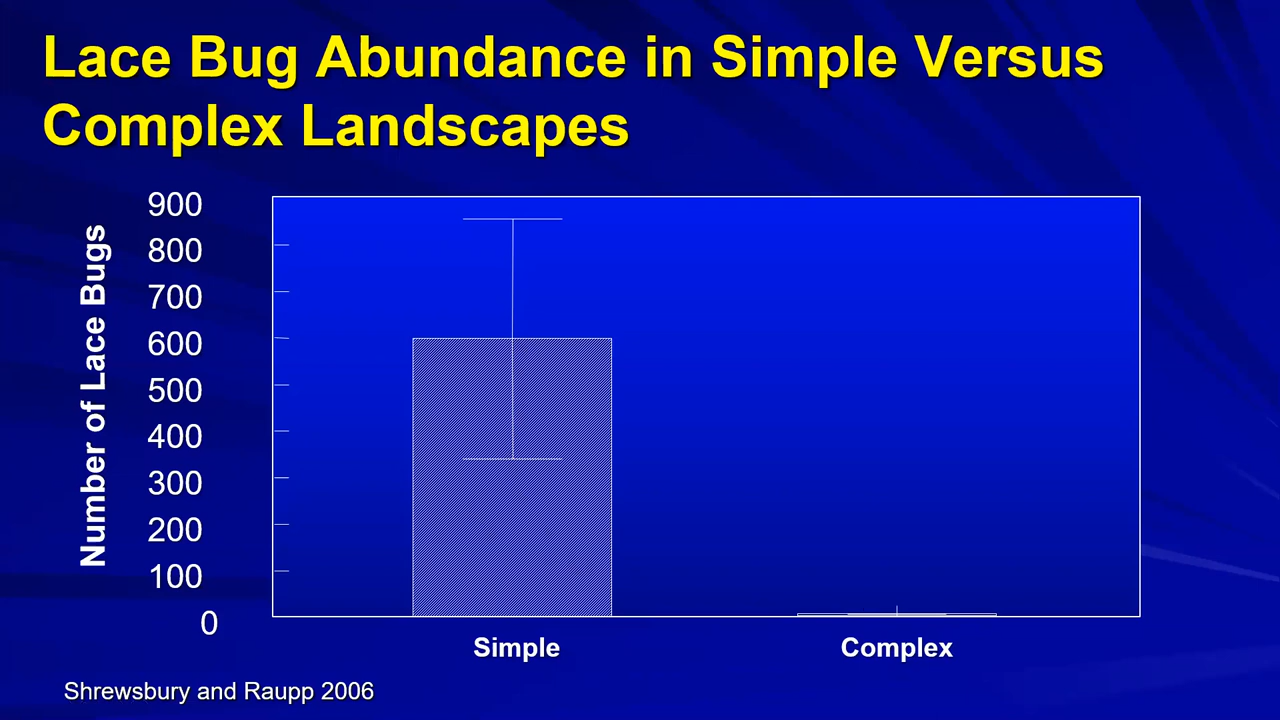 Lace Bug Abundance in Simple Versus
Complex Landscapes
Number of Lace Bugs
900
800
700
600
500
400
300
200
100
0
Simple
Complex
Shrewsbury and Raupp 2006